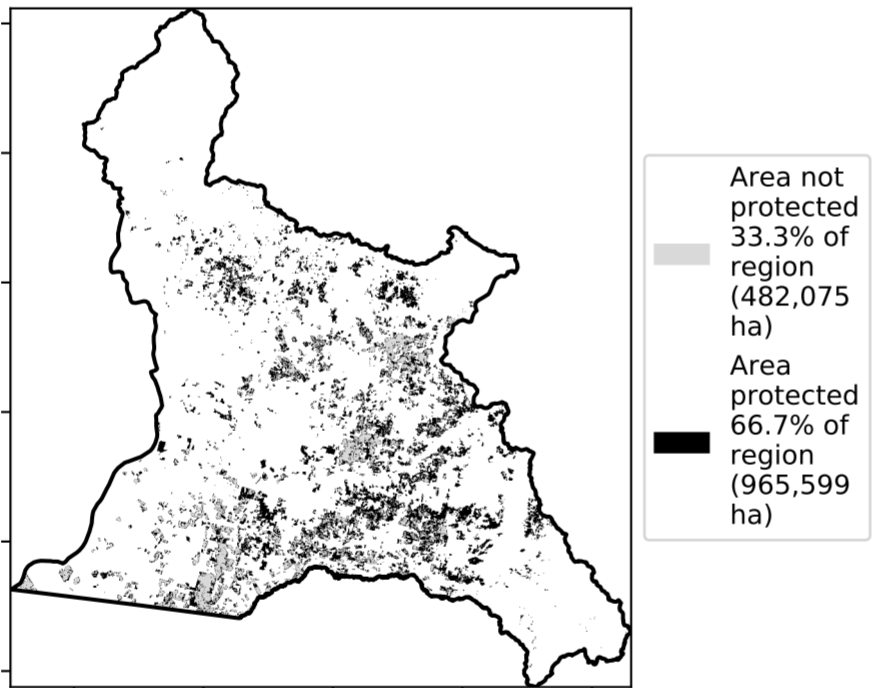 Area not
protected
33.3% of
region
(482,075
ha)
Area
protected
66.7% of
region
(965,599
ha)